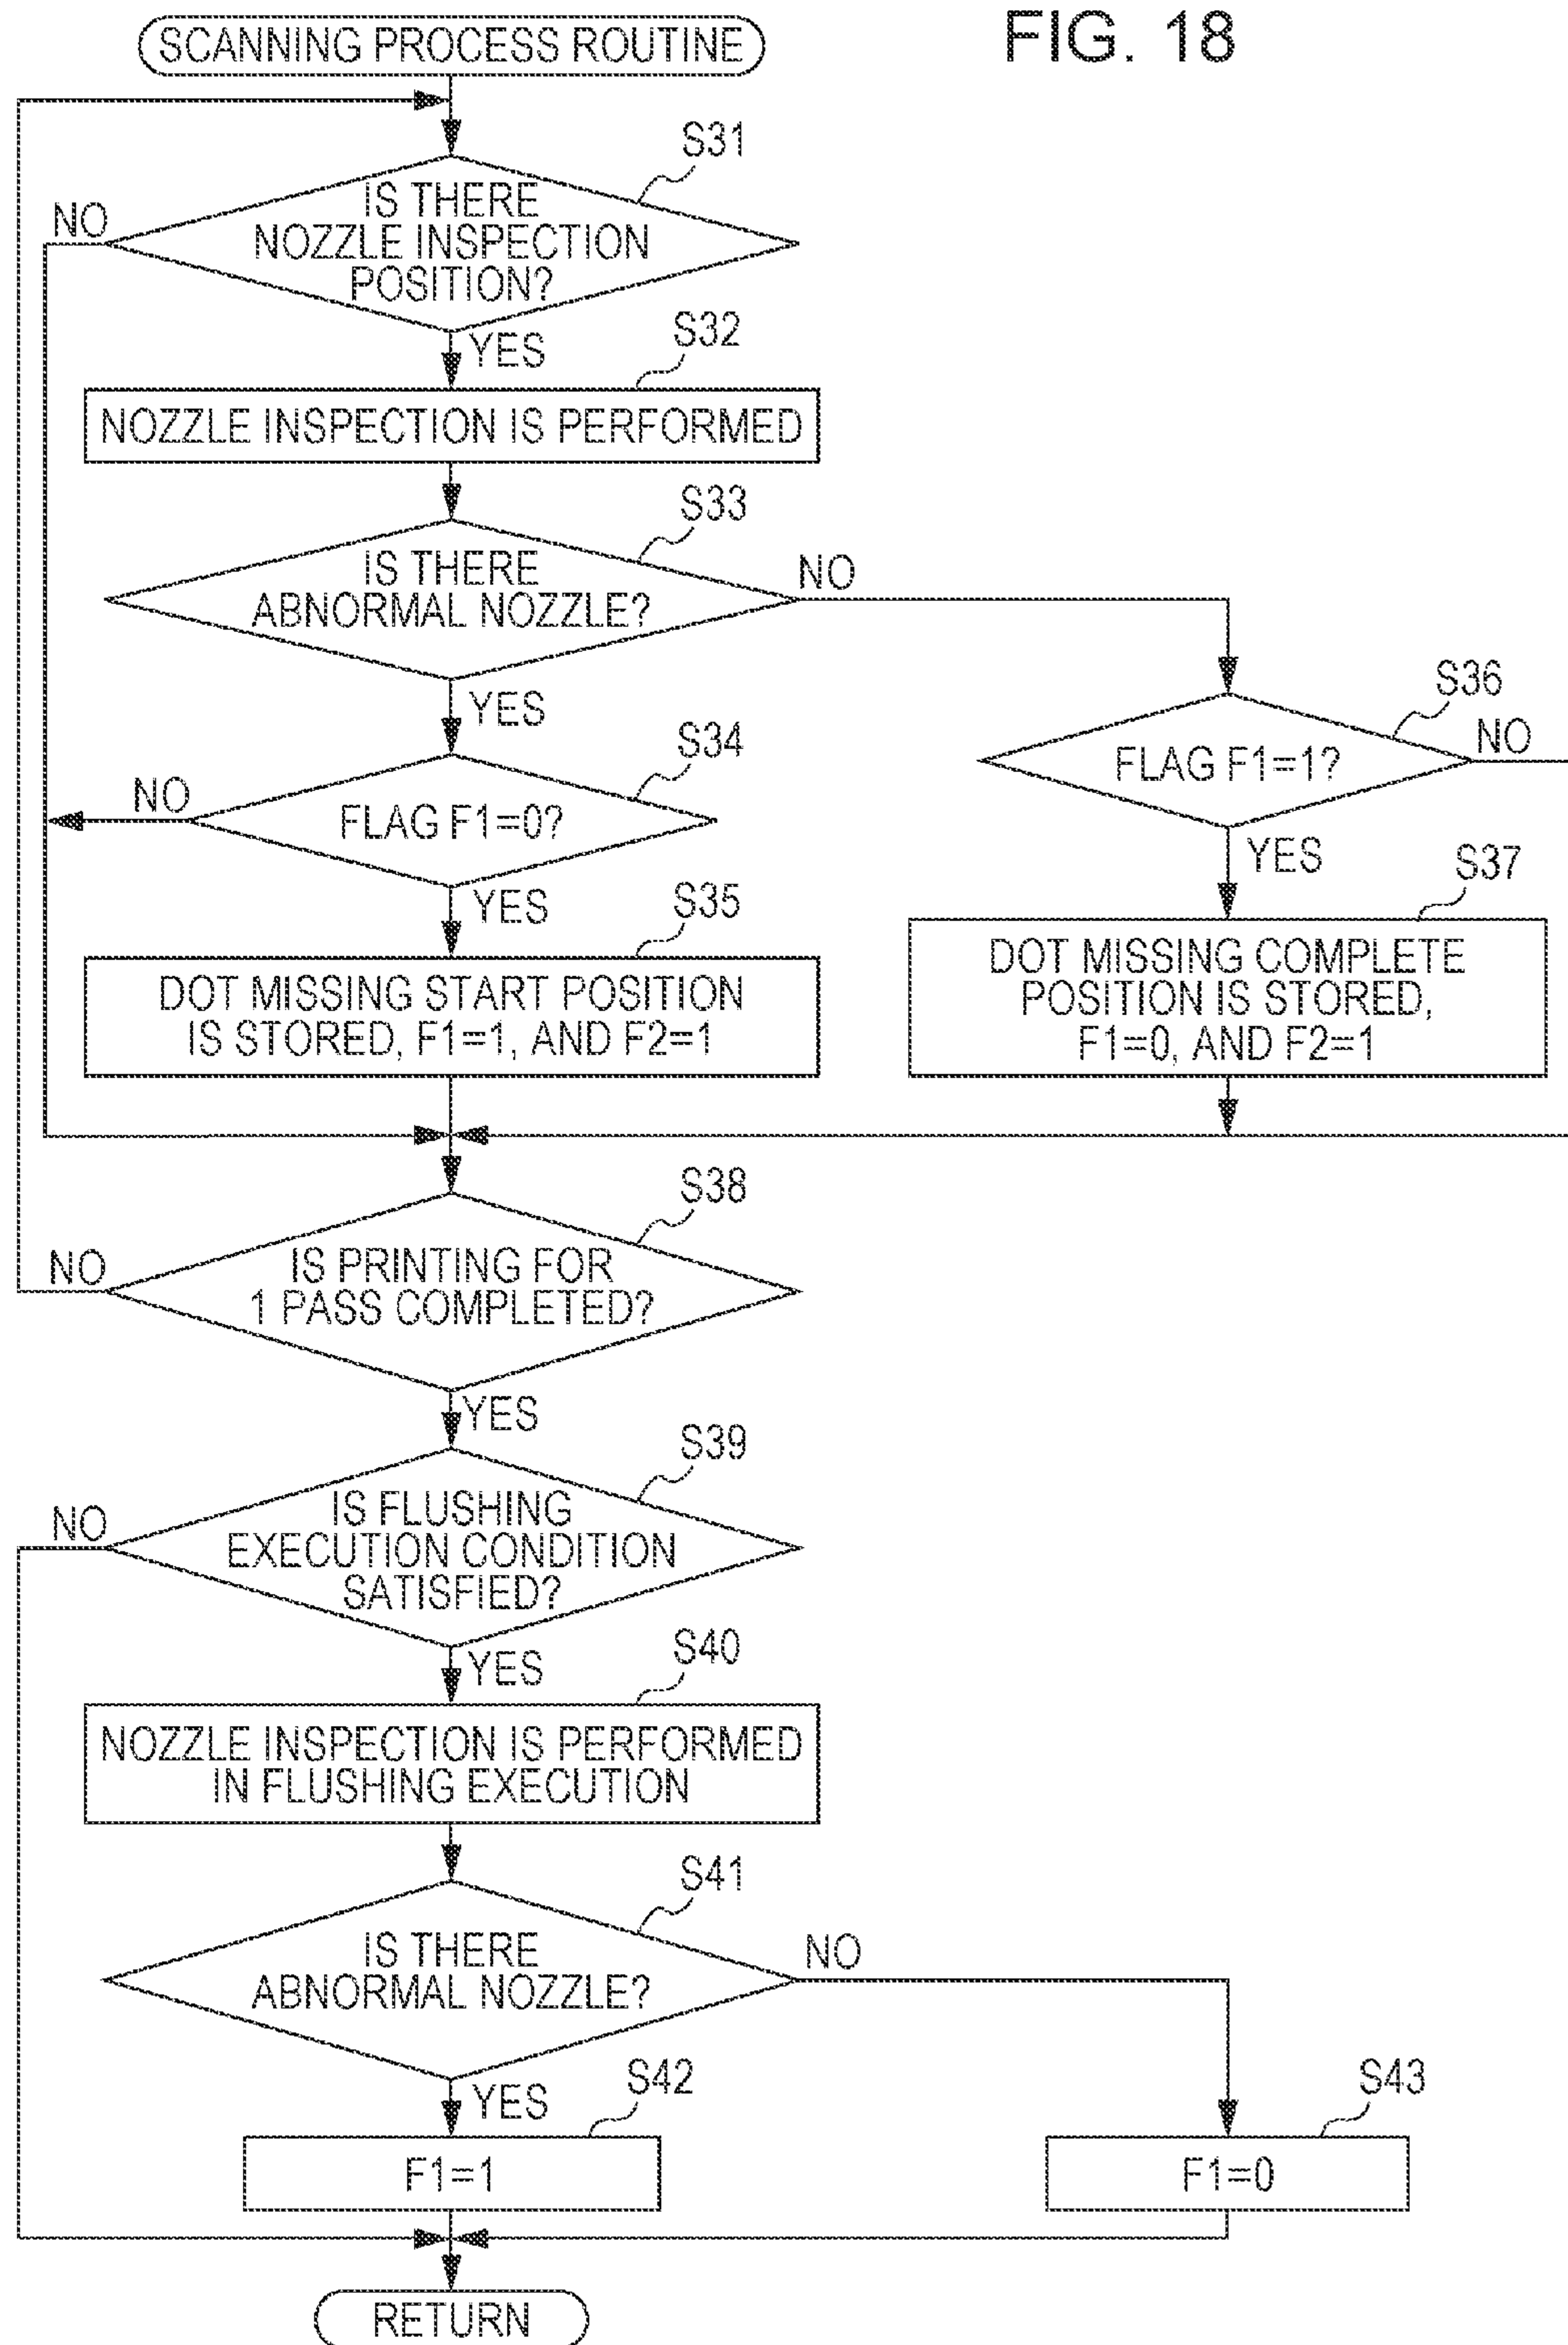 FIG. 18
SCANNING PROCESS ROUTINE
S31
IS THERE
NOZZLE INSPECTION
POSITION?
NO
YES
S32
NOZZLE INSPECTION IS PERFORMED
S33
IS THERE
ABNORMAL NOZZLE?
NO
YES
S34
FLAG F1=0?
NO
YES
S35
DOT MISSING START POSITION
IS STORED, F1=1, AND F2=1
S36
FLAG F1=1?
NO
YES
S37
DOT MISSING COMPLETE
POSITION IS STORED,
F1=0, AND F2=1
S38
IS PRINTING FOR
1 PASS COMPLETED?
NO
YES
S39
IS FLUSHING
EXECUTION CONDITION
SATISFIED?
NO
YES
S40
NOZZLE INSPECTION IS PERFORMED
IN FLUSHING EXECUTION
S41
IS THERE
ABNORMAL NOZZLE?
NO
YES
S42
F1=1
S43
F1=0
RETURN